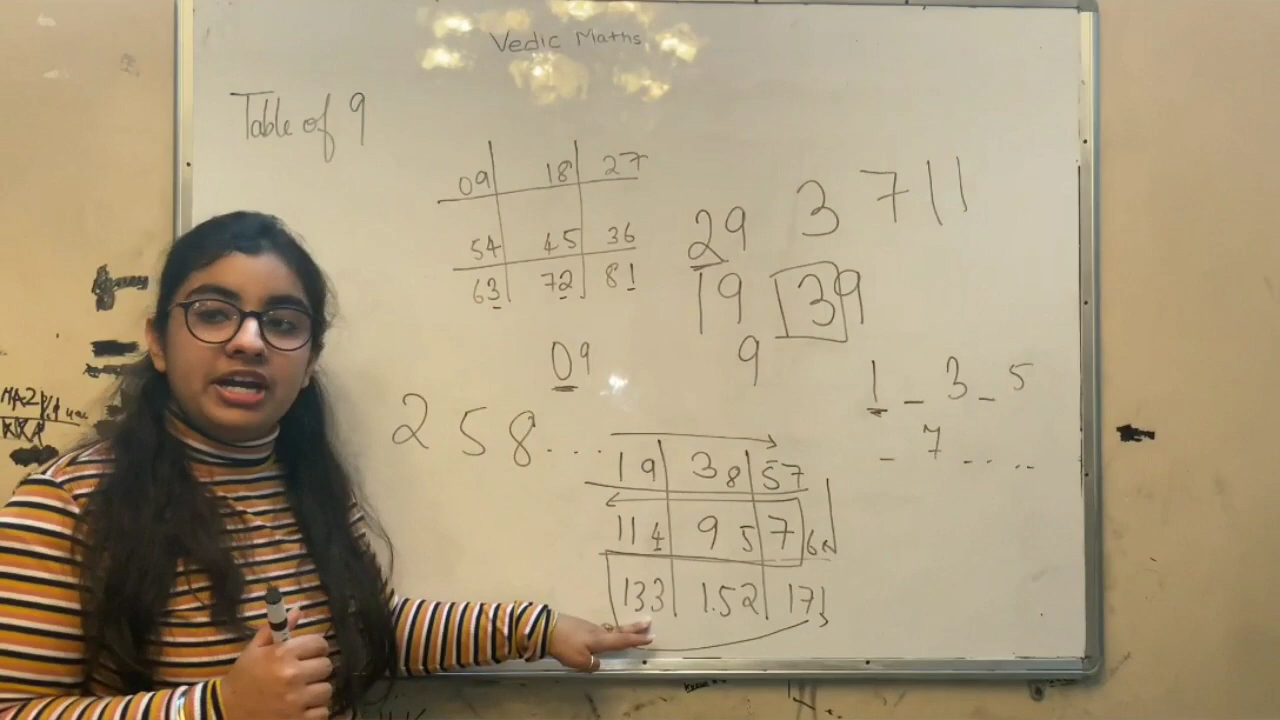 Vedic Maths
Table of 9
09 18 27
54 45 36
63 72 81
29 3 7 11
19 39
09 9
1 _ 3 _ 5
_ 7 _ ....
2 5 8 ....
19 38 57
114 95 76
133 152 171